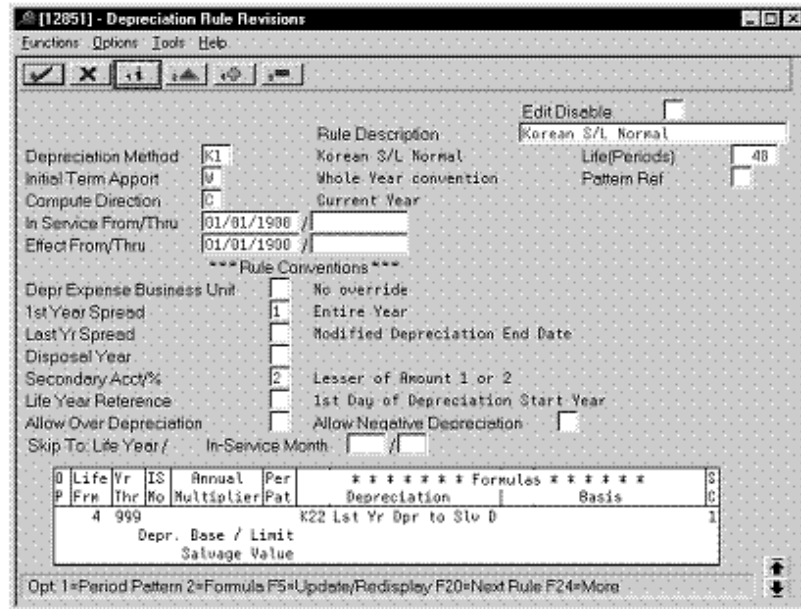 [12851] - Depreciation Rule Revisions
Functions Options Tools Help
Edit Disable
Rule Description Korean S/L Normal
Depreciation Method K1 Korean S/L Normal Life(Periods) 48
Initial Term Apport W Whole Year convention Pattern Ref
Compute Direction C Current Year
In Service From/Thru 01/01/1900 /
Effect From/Thru 01/01/1900 /
***Rule Conventions***
Depr Expense Business Unit No override
1st Year Spread 1 Entire Year
Last Yr Spread Modified Depreciation End Date
Disposal Year
Secondary Acct/% 2 Lesser of Amount 1 or 2
Life Year Reference 1st Day of Depreciation Start Year
Allow Over Depreciation Allow Negative Depreciation
Skip To: Life Year / In-Service Month /
O Life Yr IS Annual Per * * * * * * * Formulas * * * * * * S
P Frm Thr Mo Multiplier Pat Depreciation | Basis C
4 999 K22 Lst Yr Dpr to Slv D 1
Depr. Base / Limit
Salvage Value
Opt: 1=Period Pattern 2=Formula F5=Update/Redisplay F20=Next Rule F24=More